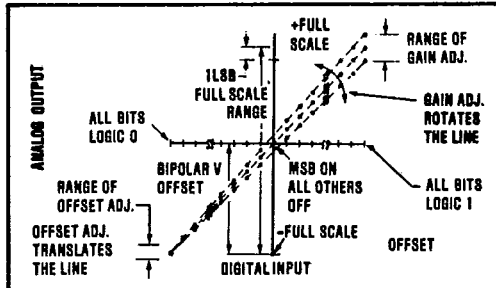 +FULL
SCALE
RANGE OF
GAIN ADJ.
1LSB
FULL SCALE
RANGE
ANALOG OUTPUT
ALL BITS
LOGIC 0
GAIN ADJ.
ROTATES
THE LINE
BIPOLAR V
OFFSET
MSB ON
ALL OTHERS
OFF
ALL BITS
LOGIC 1
RANGE OF
OFFSET ADJ.
OFFSET ADJ.
TRANSLATES
THE LINE
-FULL SCALE
OFFSET
DIGITAL INPUT